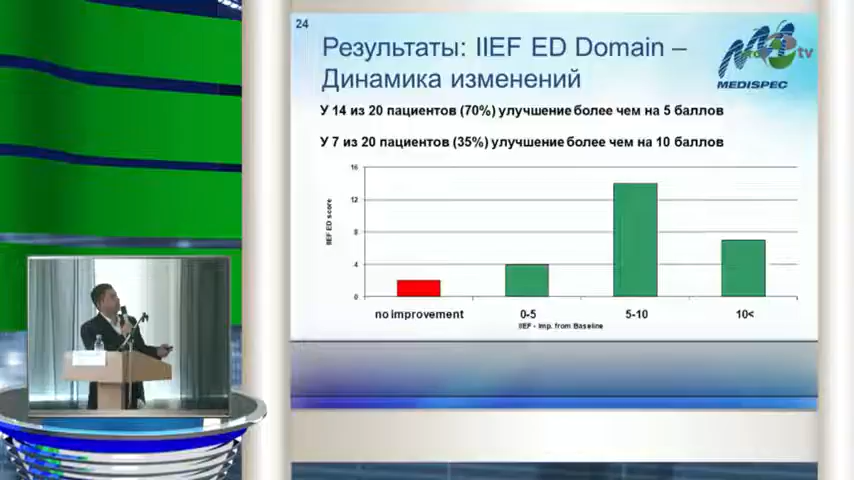 24
Результаты: IIEF ED Domain –
Динамика изменений
MEDISPEC
tv
У 14 из 20 пациентов (70%) улучшение более чем на 5 баллов
У 7 из 20 пациентов (35%) улучшение более чем на 10 баллов
16
12
8
4
0
IIEF ED score
no improvement
0-5
5-10
10<
IIEF - Imp. from Baseline